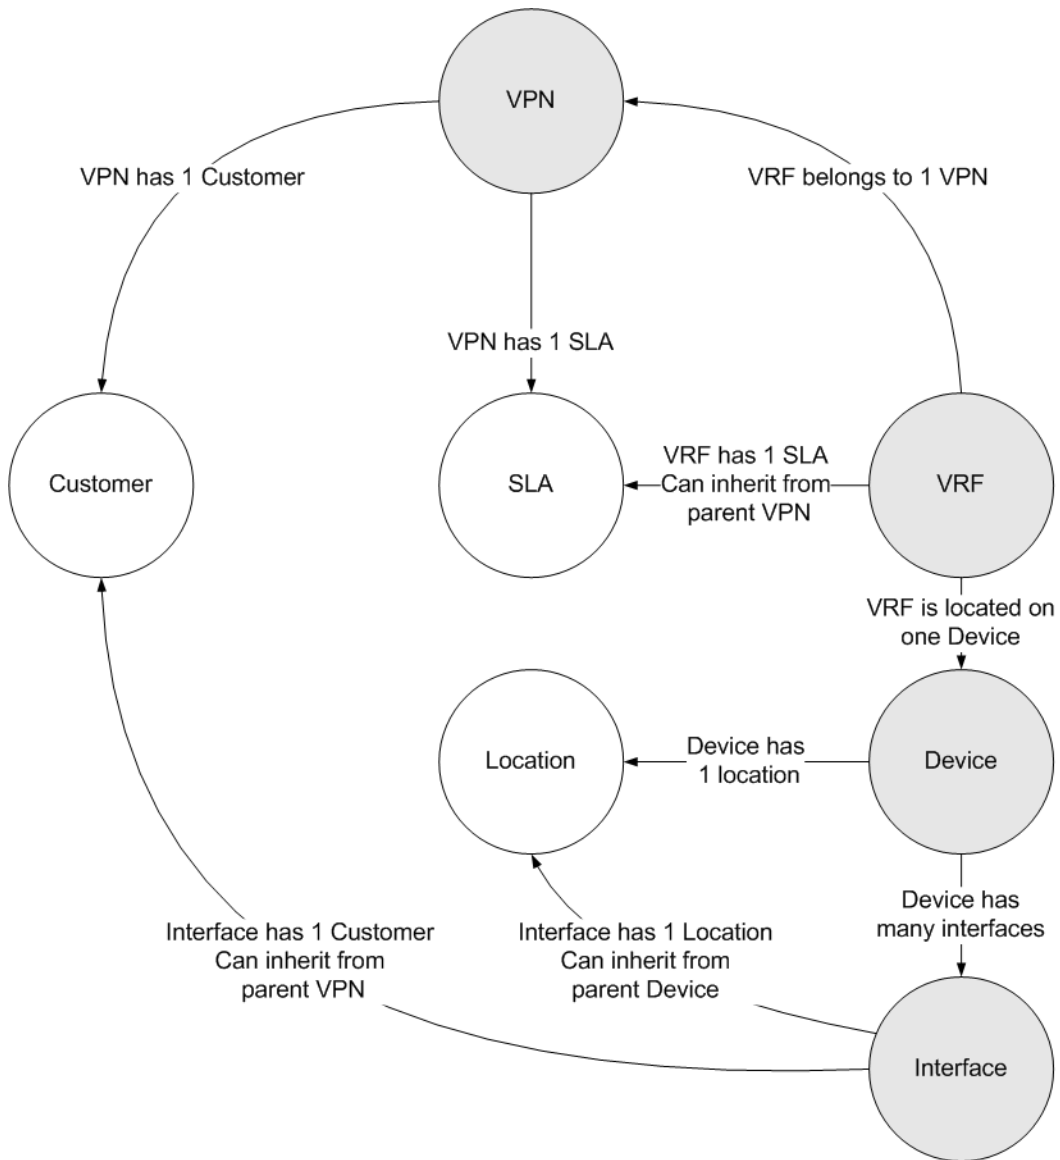 VPN
VPN has 1 Customer
VRF belongs to 1 VPN
VPN has 1 SLA
Customer
SLA
VRF has 1 SLA
Can inherit from
parent VPN
VRF
VRF is located on
one Device
Location
Device has
1 location
Device
Device has
many interfaces
Interface has 1 Customer
Can inherit from
parent VPN
Interface has 1 Location
Can inherit from
parent Device
Interface